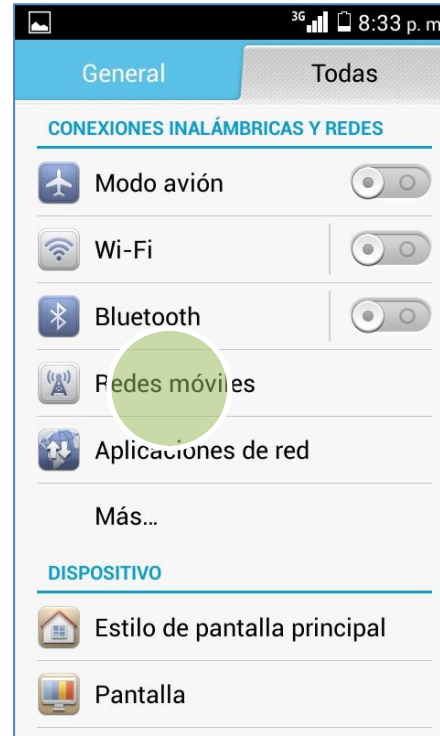 3G 8:33 p. m
General Todas
CONEXIONES INALÁMBRICAS Y REDES
Modo avión
Wi-Fi
Bluetooth
Redes móviles
Aplicaciones de red
Más...
DISPOSITIVO
Estilo de pantalla principal
Pantalla